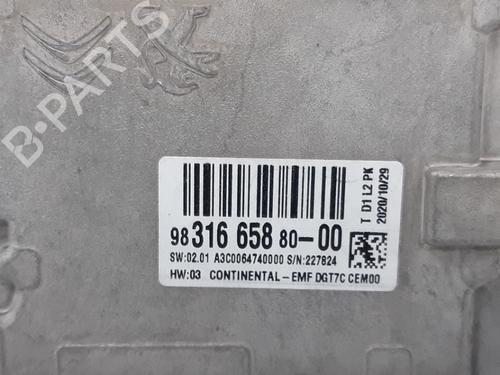 B-PARTS
98 316 658 80-00
SW:02.01 A3C0064740000 S/N:227824
HW:03 CONTINENTAL-EMF DGT7C CEM00
T D1 L2 PK
2020/10/29